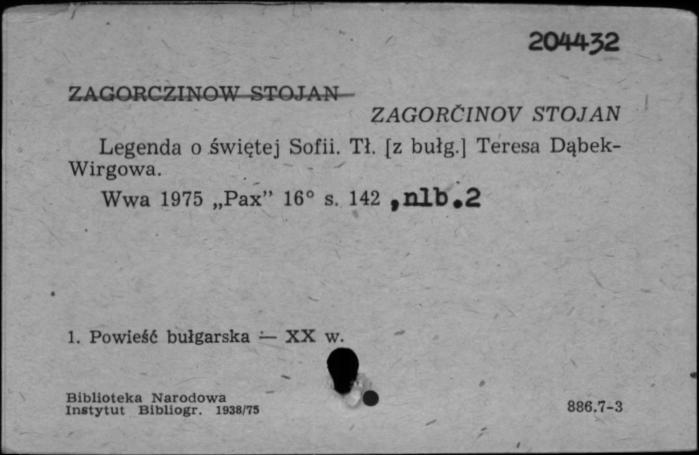 204432
ZAGORCZINOW STOJAN
ZAGORČINOV STOJAN
Legenda o świętej Sofii. Tł. [z bułg.] Teresa Dąbek-
Wirgowa.
Wwa 1975 „Pax” 16° s. 142 , nlb.2
1. Powieść bułgarska — XX w.
Biblioteka Narodowa
Instytut Bibliogr. 1938/75
886.7-3